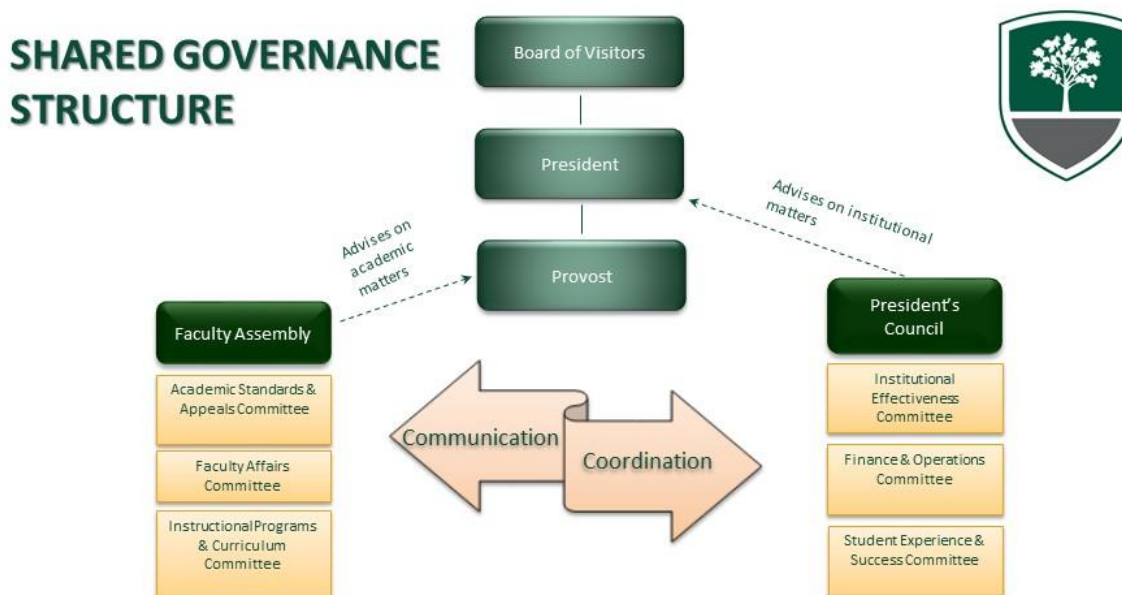 SHARED GOVERNANCE
STRUCTURE
Board of Visitors
President
Provost
Advises on
academic
matters
Advises on institutional
matters
Faculty Assembly
Academic Standards &
Appeals Committee
Faculty Affairs
Committee
Instructional Programs
& Curriculum
Committee
Communication
Coordination
President's
Council
Institutional
Effectiveness
Committee
Finance & Operations
Committee
Student Experience &
Success Committee